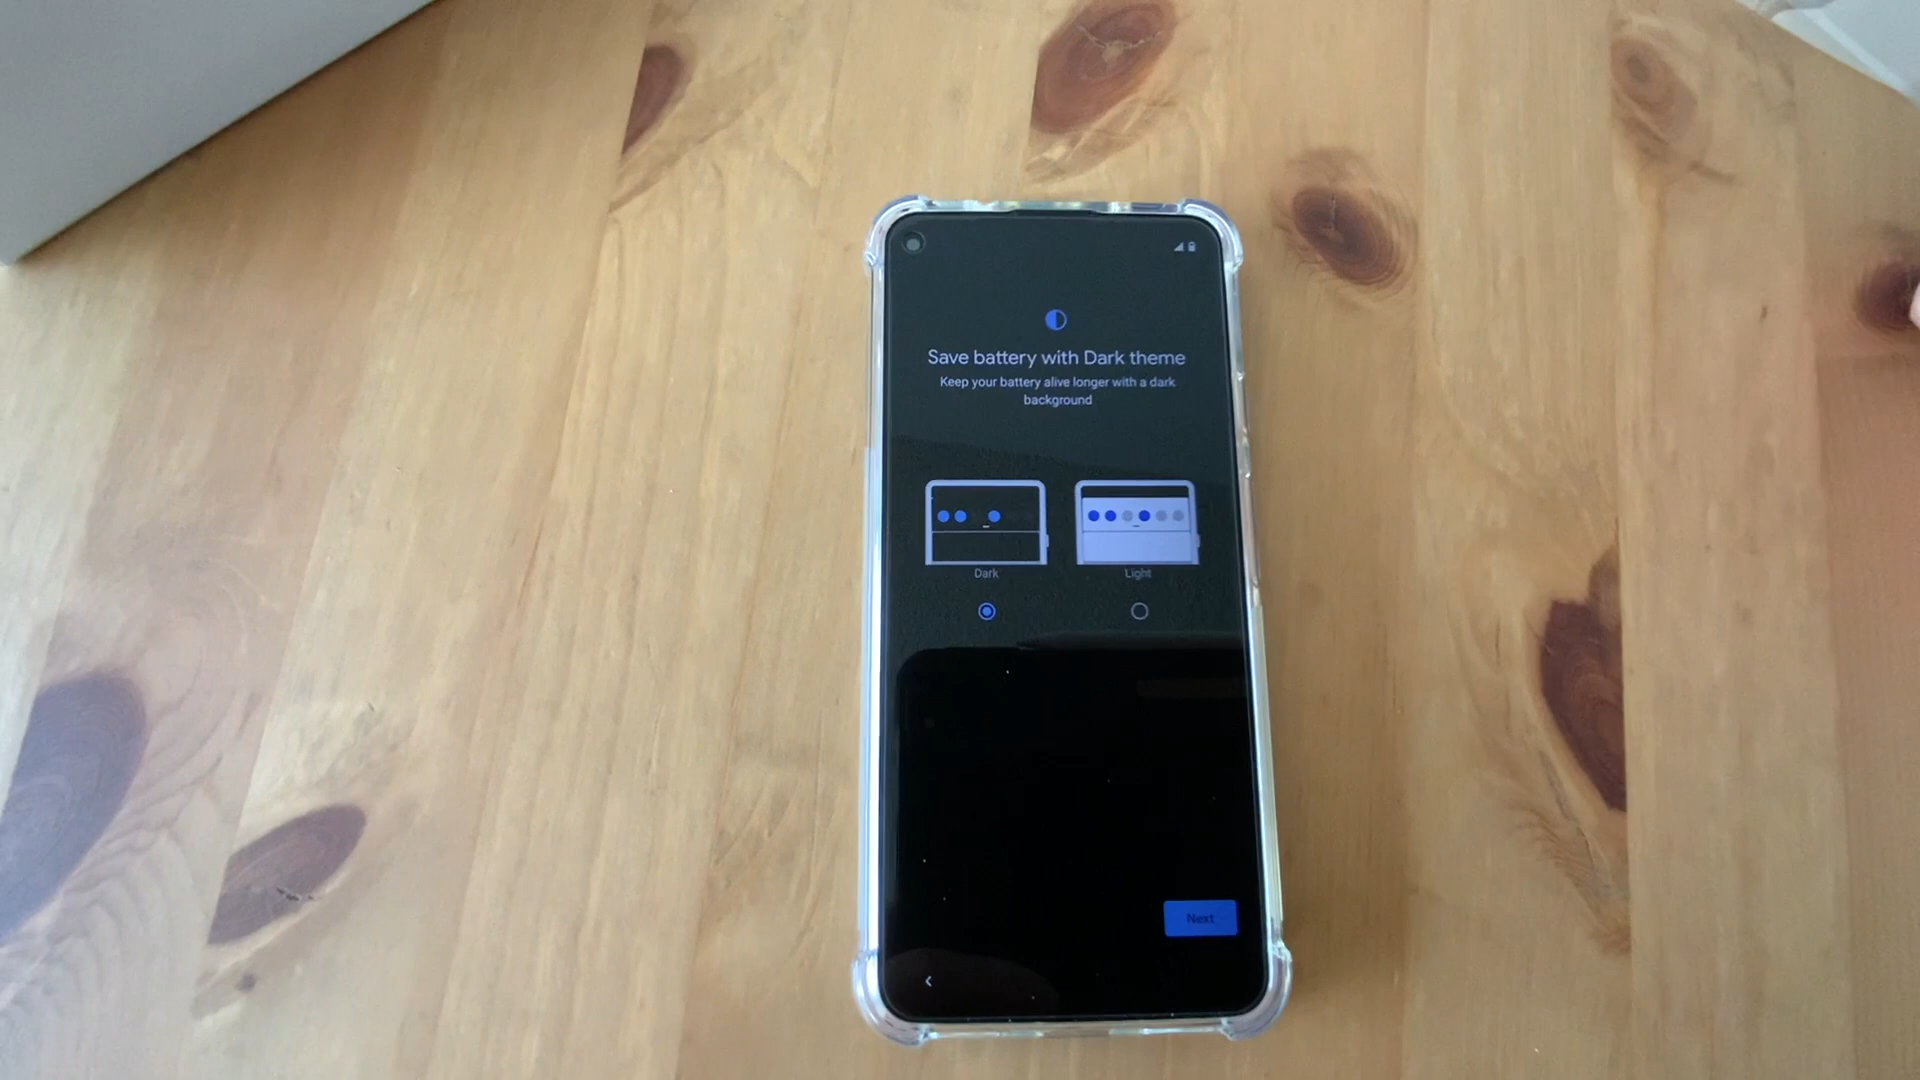 Save battery with Dark theme
Keep your battery alive longer with a dark
background
Dark
Light
Next